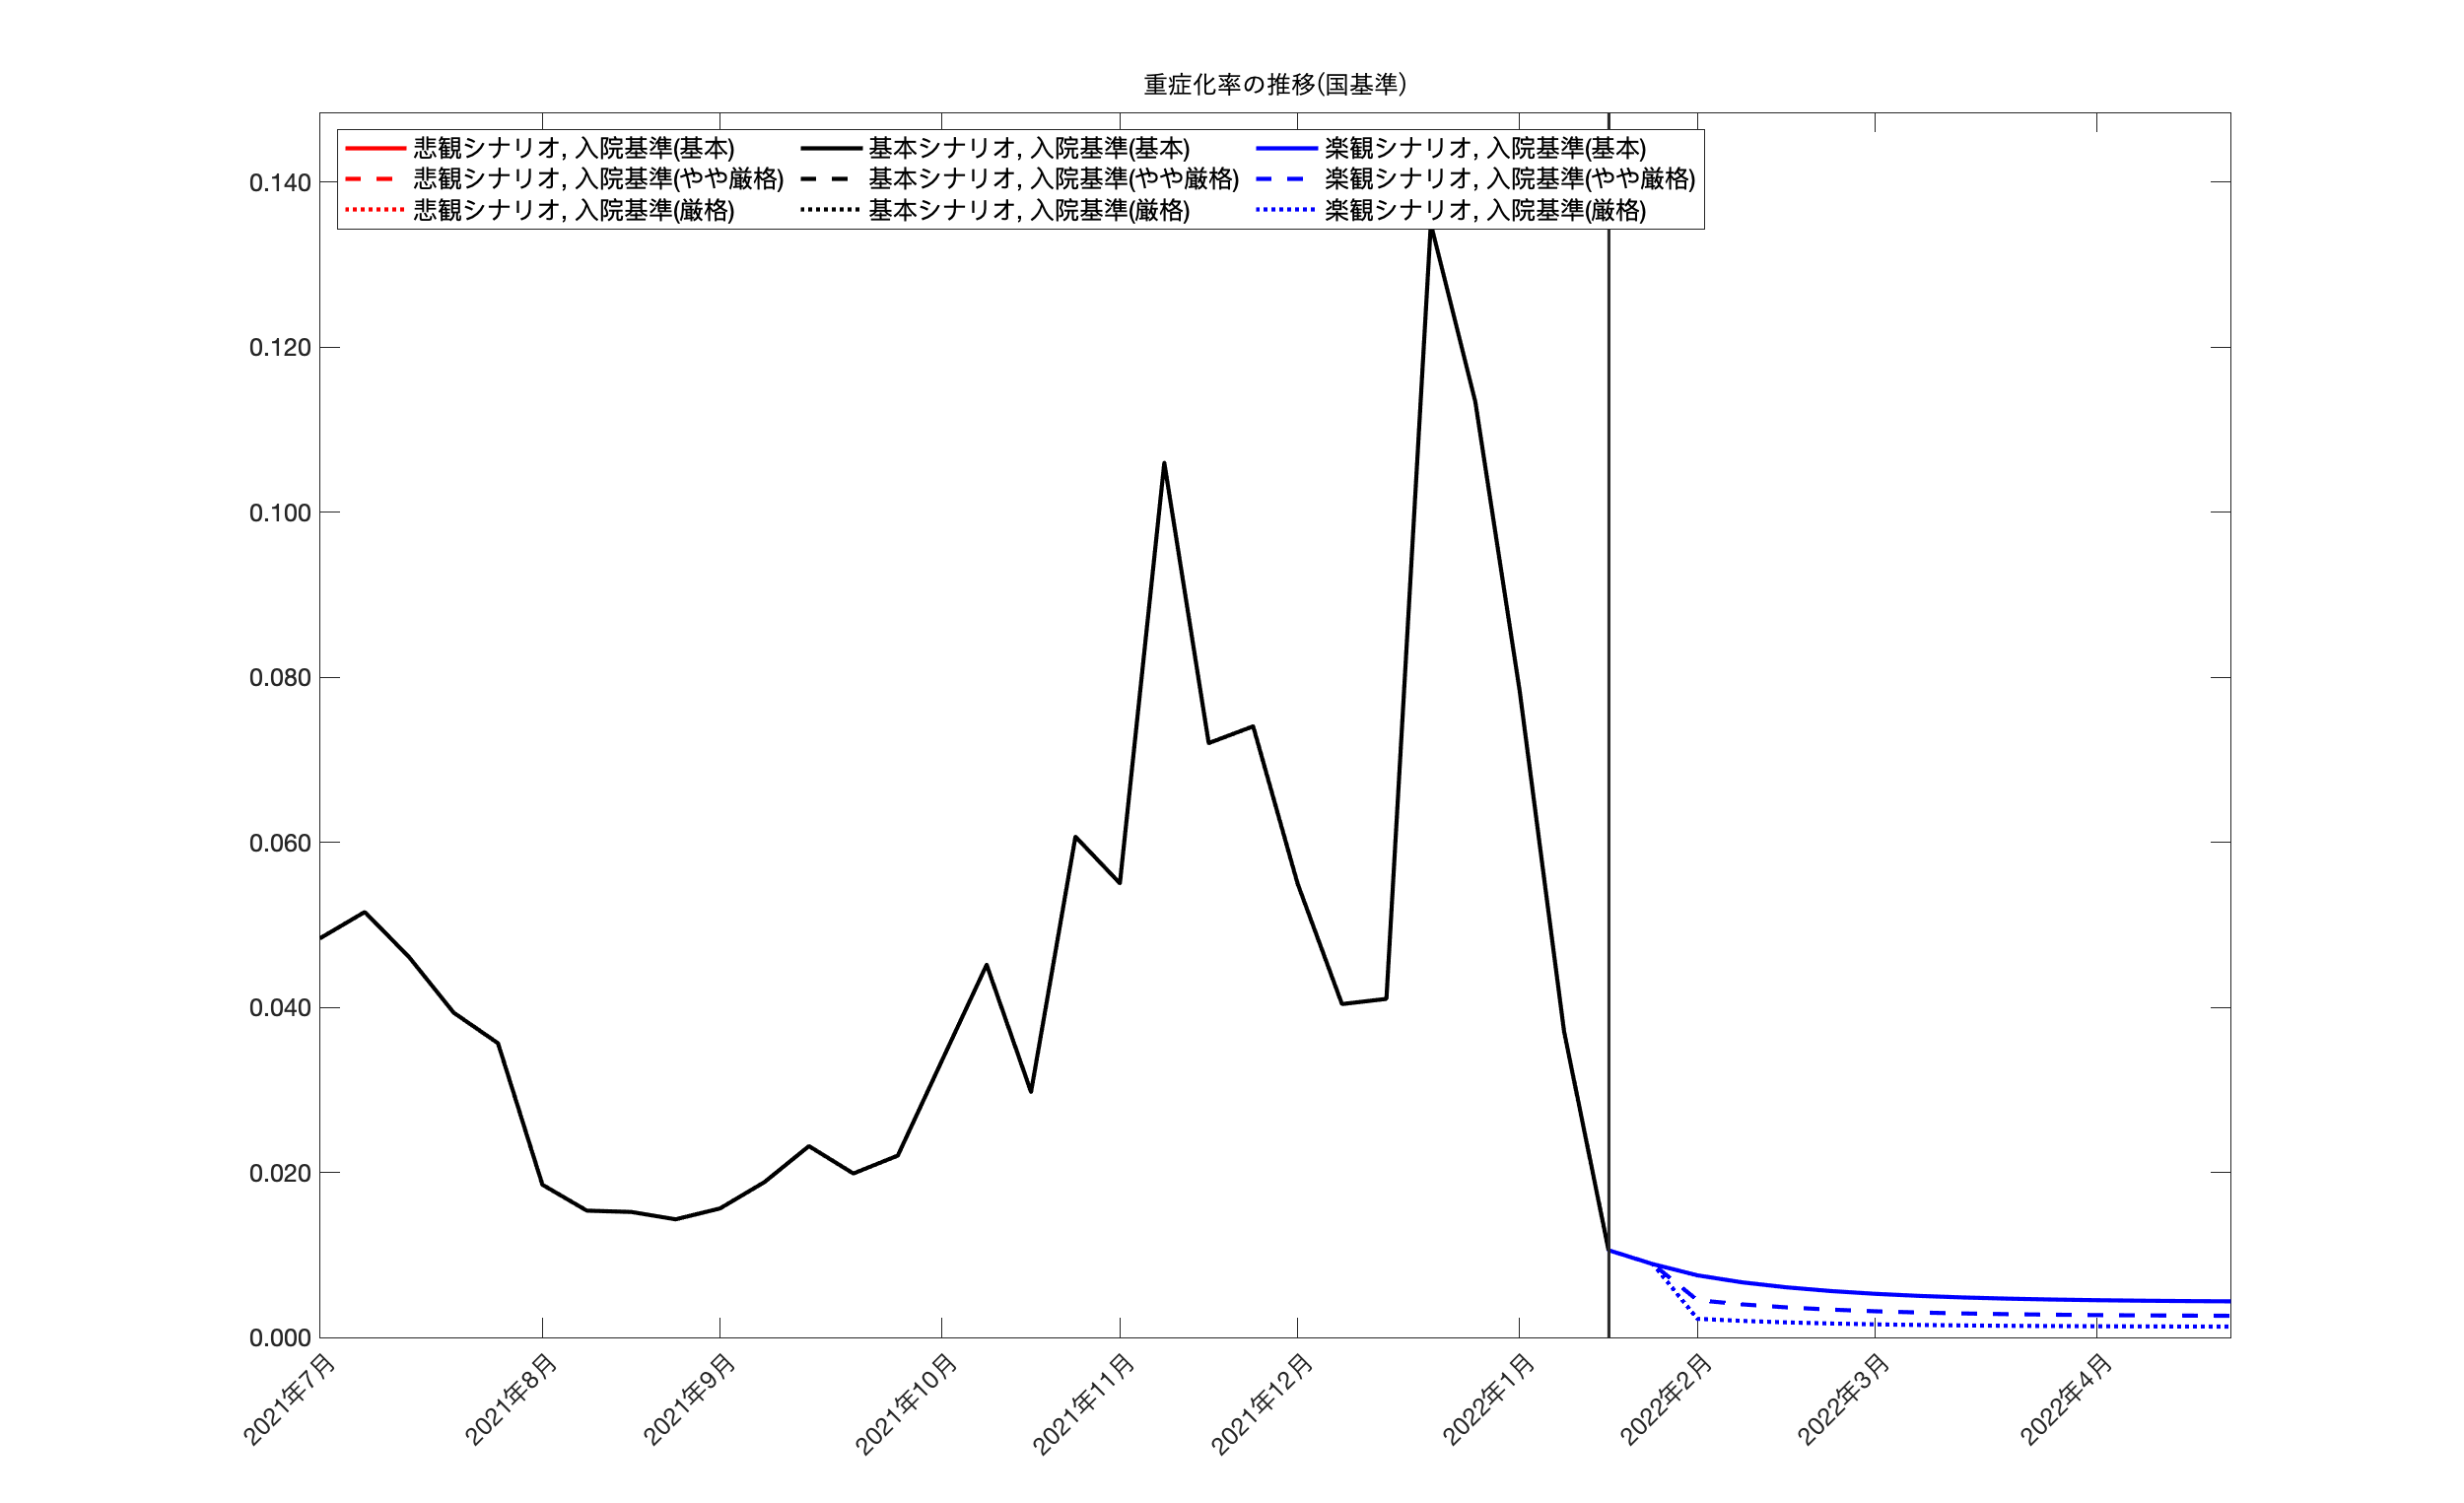 重症化率の推移(国基準)
悲観シナリオ, 入院基準(基本)
悲観シナリオ, 入院基準(やや厳格)
悲観シナリオ, 入院基準(厳格)
基本シナリオ, 入院基準(基本)
基本シナリオ, 入院基準(やや厳格)
基本シナリオ, 入院基準(厳格)
楽観シナリオ, 入院基準(基本)
楽観シナリオ, 入院基準(やや厳格)
楽観シナリオ, 入院基準(厳格)
0.140
0.120
0.100
0.080
0.060
0.040
0.020
0.000
2021年7月
2021年8月
2021年9月
2021年10月
2021年11月
2021年12月
2022年1月
2022年2月
2022年3月
2022年4月